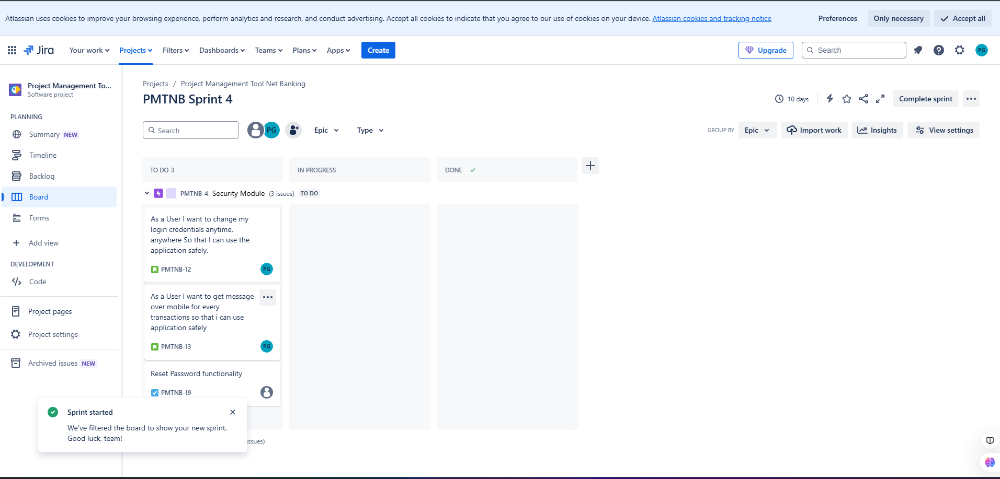 Atlassian uses cookies to improve your browsing experience, perform analytics and research, and conduct advertising. Accept all cookies to indicate that you agree to our use of cookies on your device. Atlassian cookies and tracking notice
Preferences
Only necessary
Accept all
Jira
Your work
Projects
Filters
Dashboards
Teams
Plans
Apps
Create
Upgrade
Search
PG
Project Management To...
Software project
PLANNING
Summary NEW
Timeline
Backlog
Board
Forms
Add view
DEVELOPMENT
Code
Project pages
Project settings
Archived issues NEW
Projects / Project Management Tool Net Banking
PMTNB Sprint 4
10 days
Complete sprint
Search
PG
Epic
Type
GROUP BY
Epic
Import work
Insights
View settings
TO DO 3
IN PROGRESS
DONE
PMTNB-4 Security Module (3 issues) TO DO
As a User I want to change my
login credentials anytime,
anywhere So that I can use the
application safely.
PMTNB-12
PG
As a User I want to get message
over mobile for every
transactions so that i can use
application safely
PMTNB-13
PG
Reset Password functionality
PMTNB-19
Sprint started
We've filtered the board to show your new sprint.
Good luck, team!
issues)